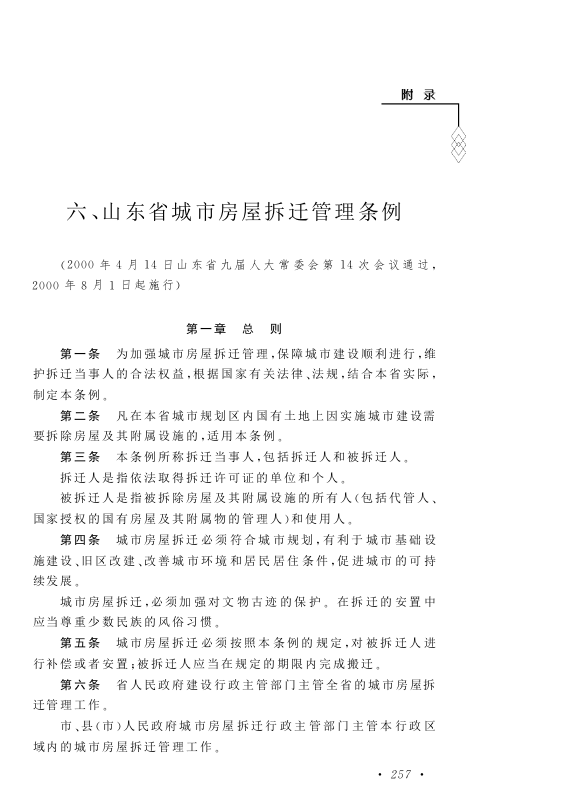 附 录
六、山东省城市房屋拆迁管理条例
(2000 年 4 月 14 日山东省九届人大常委会第 14 次会议通过,
2000 年 8 月 1 日起施行)
第一章 总 则
第一条 为加强城市房屋拆迁管理,保障城市建设顺利进行,维
护拆迁当事人的合法权益,根据国家有关法律、法规,结合本省实际,
制定本条例。
第二条 凡在本省城市规划区内国有土地上因实施城市建设需
要拆除房屋及其附属设施的,适用本条例。
第三条 本条例所称拆迁当事人,包括拆迁人和被拆迁人。
拆迁人是指依法取得拆迁许可证的单位和个人。
被拆迁人是指被拆除房屋及其附属设施的所有人(包括代管人、
国家授权的国有房屋及其附属物的管理人)和使用人。
第四条 城市房屋拆迁必须符合城市规划,有利于城市基础设
施建设、旧区改建、改善城市环境和居民居住条件,促进城市的可持
续发展。
城市房屋拆迁,必须加强对文物古迹的保护。在拆迁的安置中
应当尊重少数民族的风俗习惯。
第五条 城市房屋拆迁必须按照本条例的规定,对被拆迁人进
行补偿或者安置;被拆迁人应当在规定的期限内完成搬迁。
第六条 省人民政府建设行政主管部门主管全省的城市房屋拆
迁管理工作。
市、县(市)人民政府城市房屋拆迁行政主管部门主管本行政区
域内的城市房屋拆迁管理工作。
• 257 •